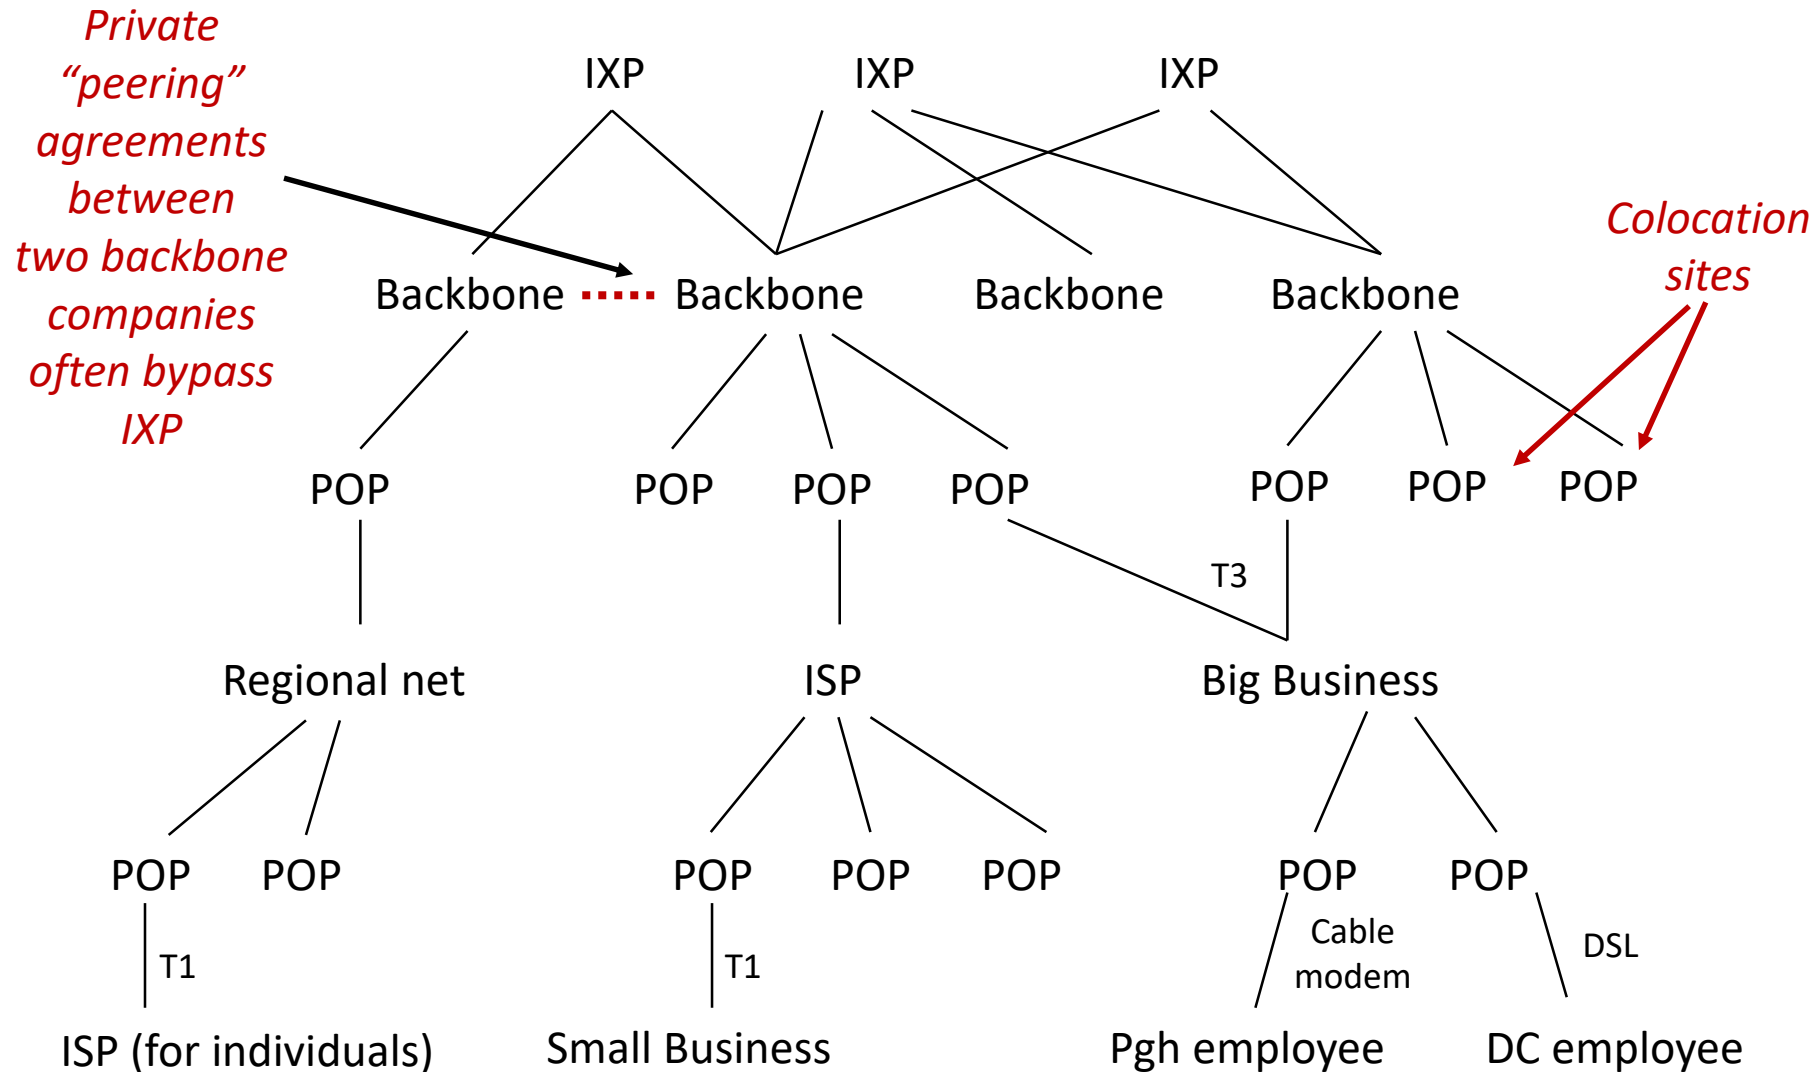 Private
“peering”
agreements
between
two backbone
companies
often bypass
IXP
IXP IXP IXP
Colocation
sites
Backbone Backbone Backbone Backbone
POP POP POP POP POP POP POP
T3
Regional net ISP Big Business
POP POP POP POP POP POP POP
T1 T1 Cable
modem
DSL
ISP (for individuals) Small Business Pgh employee DC employee